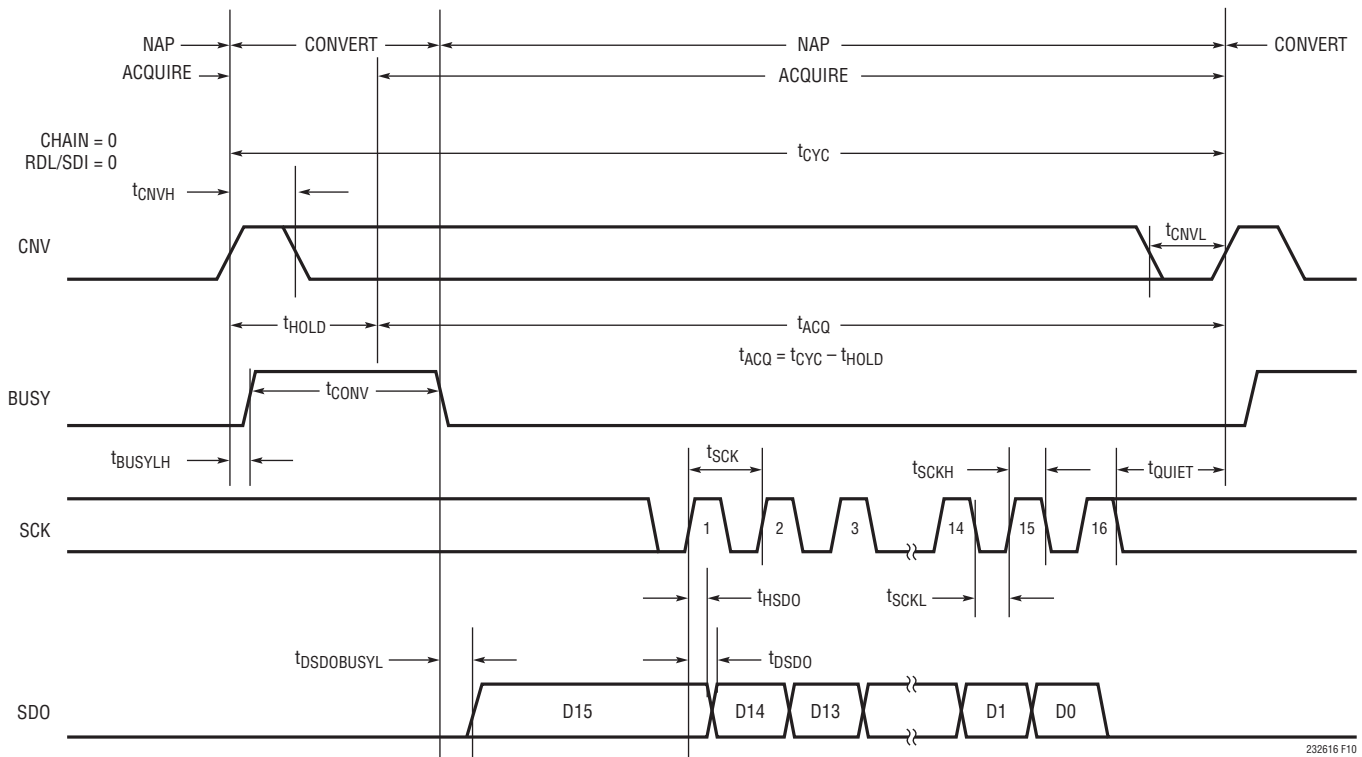 NAP CONVERT NAP CONVERT
ACQUIRE ACQUIRE
CHAIN = 0
RDL/SDI = 0
tCYC
tCNVH
CNV
tCNVL
tHOLD tACQ
tACQ = tCYC – tHOLD
BUSY
tCONV
tBUSYLH
tSCK tSCKH tQUIET
SCK
1 2 3 14 15 16
tHSDO tSCKL
tDSDOBUSYL tDSDO
SDO
D15 D14 D13 D1 D0
232616 F10